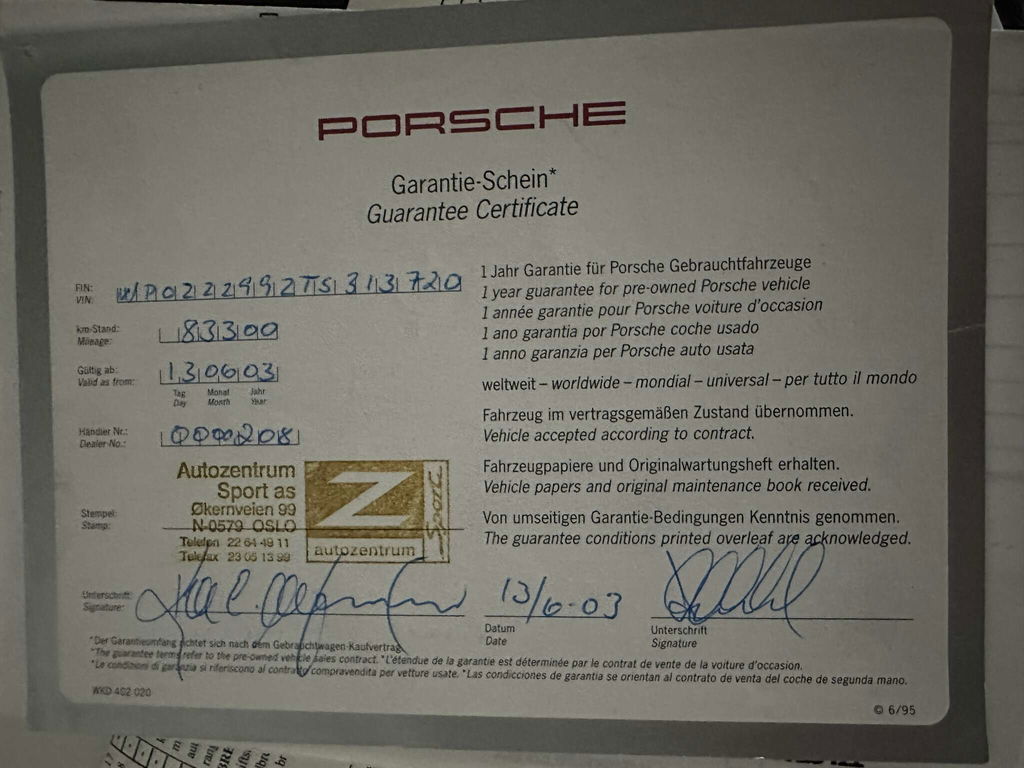 PORSCHE
Garantie-Schein*
Guarantee Certificate
FIN:
VIN:
WP0ZZZ99ZTS313720
km-Stand:
Mileage:
83300
Gültig ab:
Valid as from:
130603
Tag Monat Jahr
Day Month Year
Händler Nr.:
Dealer-No.:
0000208
Stempel:
Stamp:
Autozentrum
Sport as
Økernveien 99
N-0579 OSLO
Telefon 22 64 49 11
Telefax 23 05 13 99
Z
Sport
autozentrum
Unterschrift:
Signature:
1 Jahr Garantie für Porsche Gebrauchtfahrzeuge
1 year guarantee for pre-owned Porsche vehicle
1 année garantie pour Porsche voiture d'occasion
1 ano garantia por Porsche coche usado
1 anno garanzia per Porsche auto usata
weltweit – worldwide – mondial – universal – per tutto il mondo
Fahrzeug im vertragsgemäßen Zustand übernommen.
Vehicle accepted according to contract.
Fahrzeugpapiere und Originalwartungsheft erhalten.
Vehicle papers and original maintenance book received.
Von umseitigen Garantie-Bedingungen Kenntnis genommen.
The guarantee conditions printed overleaf are acknowledged.
13/6-03
Datum
Date
Unterschrift
Signature
*Der Garantieumfang richtet sich nach dem Gebrauchtwagen-Kaufvertrag.
*The guarantee terms refer to the pre-owned vehicle sales contract. *L'étendue de la garantie est déterminée par le contrat de vente de la voiture d'occasion.
*Le condizioni di garanzia si riferiscono al contratto compravendita per vetture usate. *Las condicciones de garantia se orientan al contrato de venta del coche de segunda mano.
WKD 402 020
© 6/95